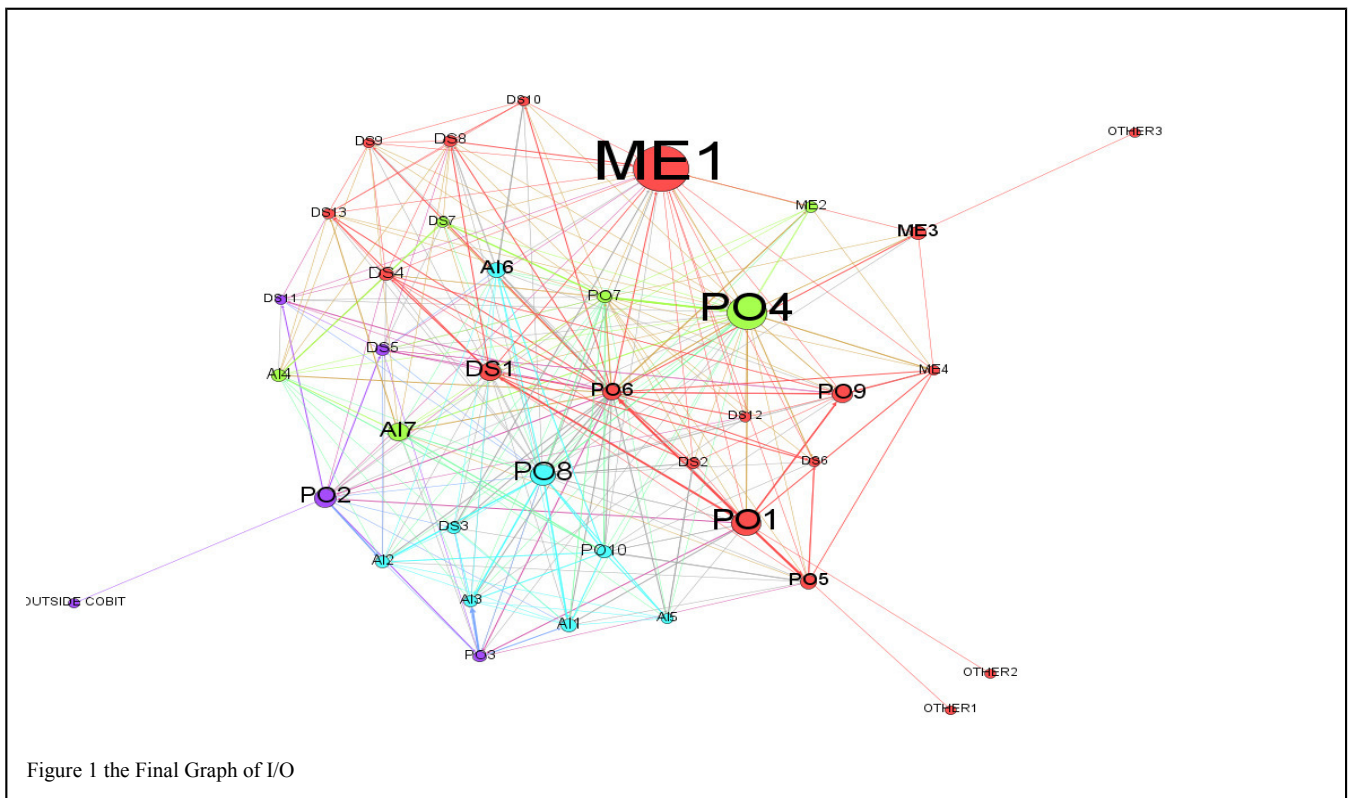 DS10
OTHER3
DS9
DS8
ME1
ME2
DS13
DS7
ME3
AI6
DS4
PO7
DS11
PO4
DS5
DS1
AI4
PO6
PO9
ME4
DS12
AI7
DS2
DS6
PO8
PO2
DS3
PO1
AI2
PO10
PO5
OUTSIDE COBIT
AI3
AI1
AI5
PO3
OTHER2
OTHER1
Figure 1 the Final Graph of I/O